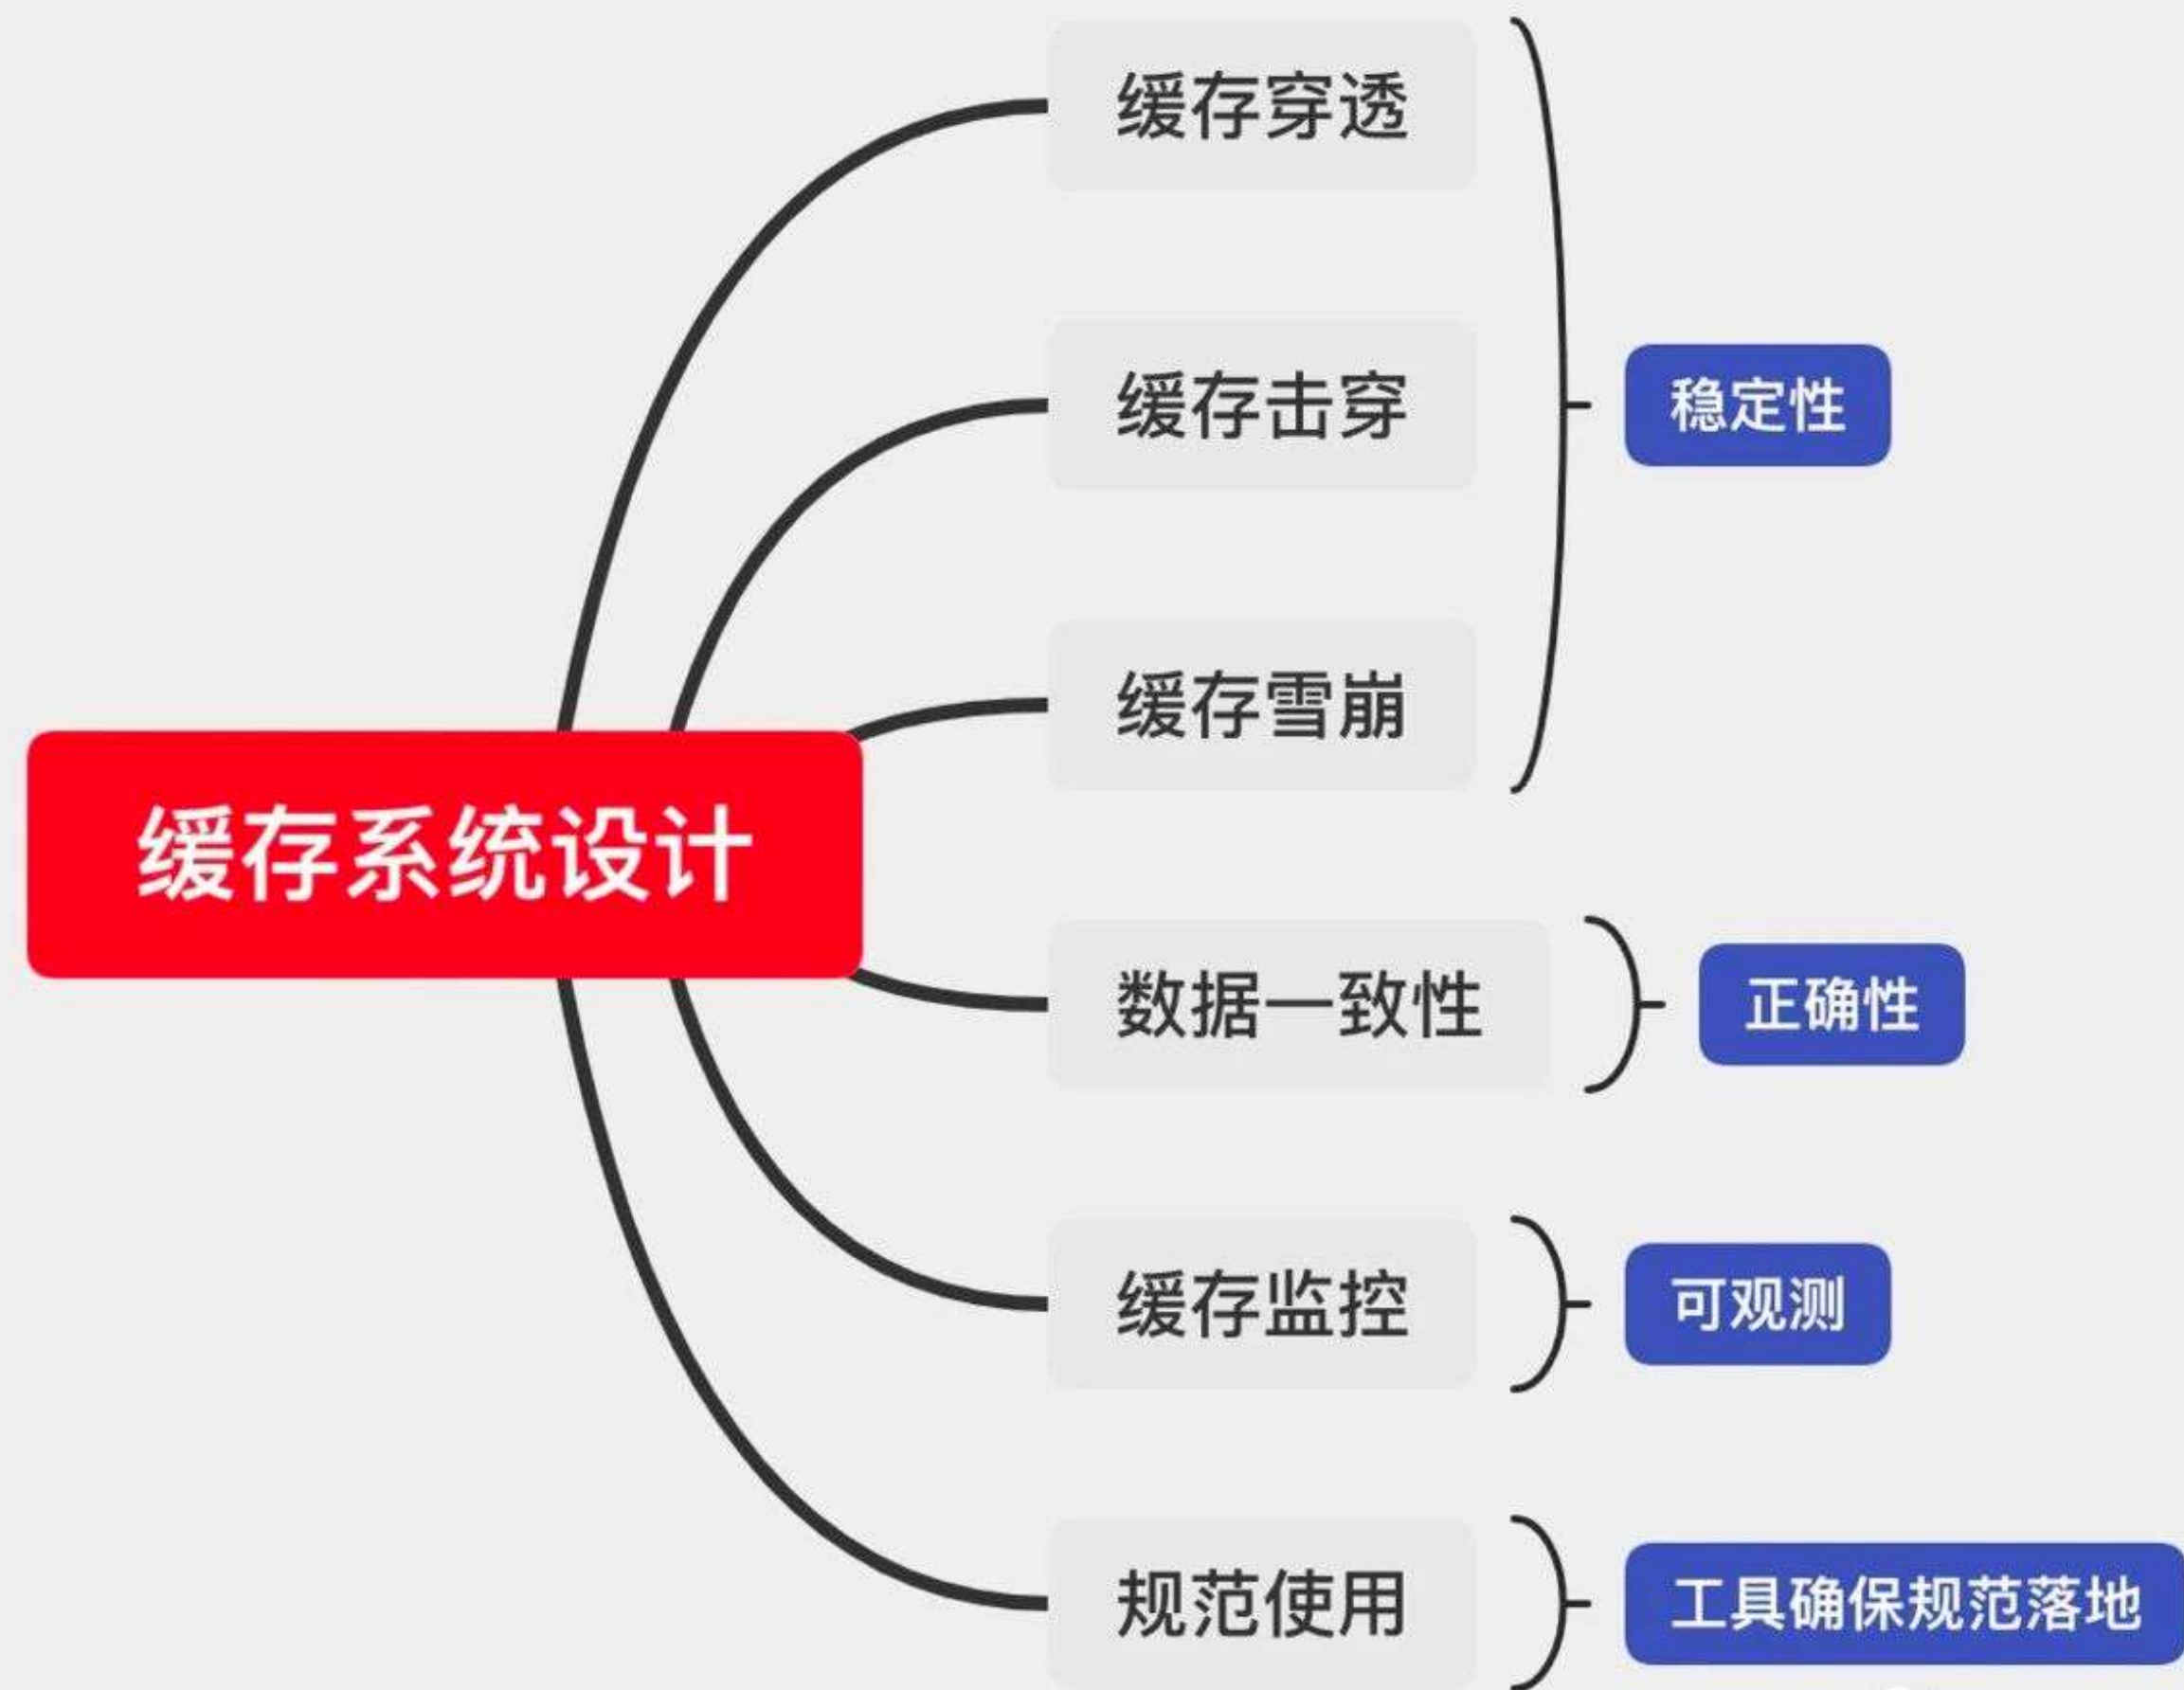 缓存穿透
缓存击穿
稳定性
缓存雪崩
缓存系统设计
数据一致性
正确性
缓存监控
可观测
规范使用
工具确保规范落地